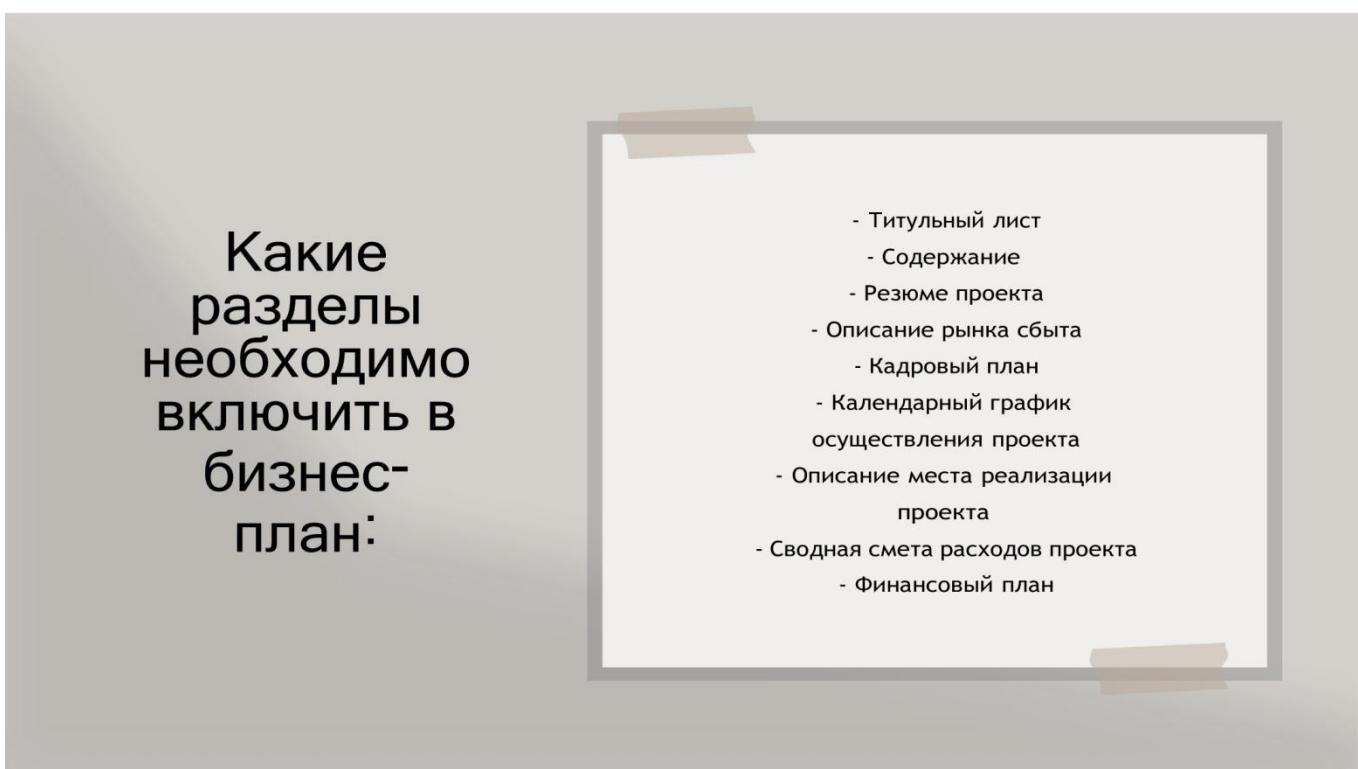 Какие
разделы
необходимо
включить в
бизнес-
план:
- Титульный лист
- Содержание
- Резюме проекта
- Описание рынка сбыта
- Кадровый план
- Календарный график
осуществления проекта
- Описание места реализации
проекта
- Сводная смета расходов проекта
- Финансовый план